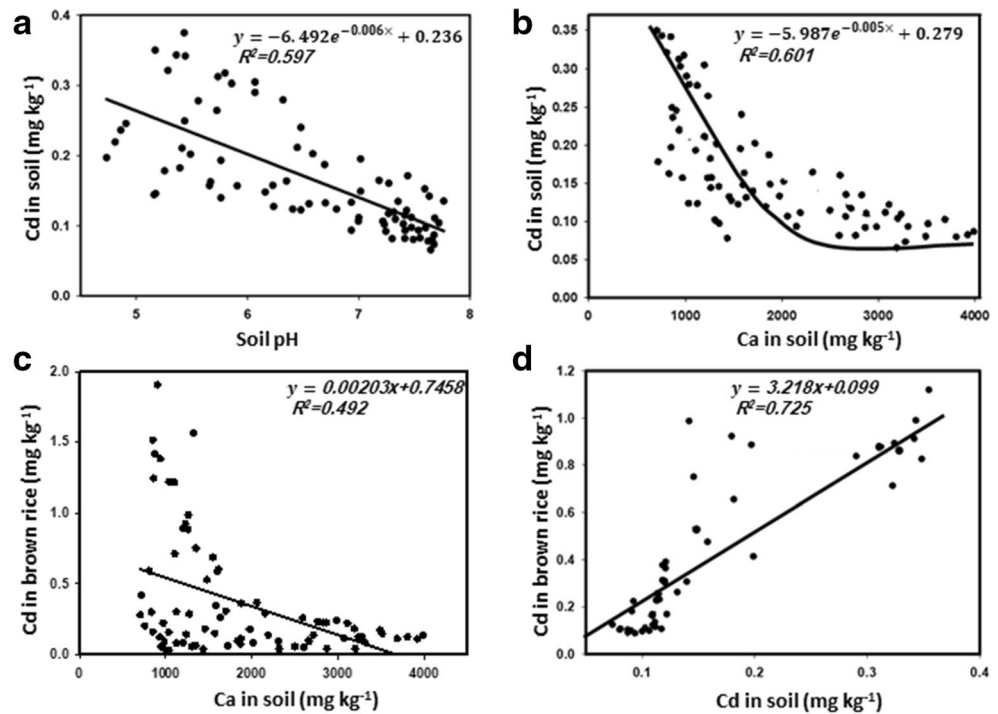 a
y = −6.492e^−0.006× + 0.236
R²=0.597
Cd in soil (mg kg⁻¹)
0.4
0.3
0.2
0.1
0.0
5 6 7 8
Soil pH
b
y = −5.987e^−0.005× + 0.279
R²=0.601
Cd in soil (mg kg⁻¹)
0.35
0.30
0.25
0.20
0.15
0.10
0.05
0.00
0 1000 2000 3000 4000
Ca in soil (mg kg⁻¹)
c
y = 0.00203x+0.7458
R²=0.492
Cd in brown rice (mg kg⁻¹)
2.0
1.5
1.0
0.5
0.0
0 1000 2000 3000 4000 4500
Ca in soil (mg kg⁻¹)
d
y = 3.218x+0.099
R²=0.725
Cd in brown rice (mg kg⁻¹)
1.2
1.0
0.8
0.6
0.4
0.2
0.0
0.1 0.2 0.3 0.4
Cd in soil (mg kg⁻¹)